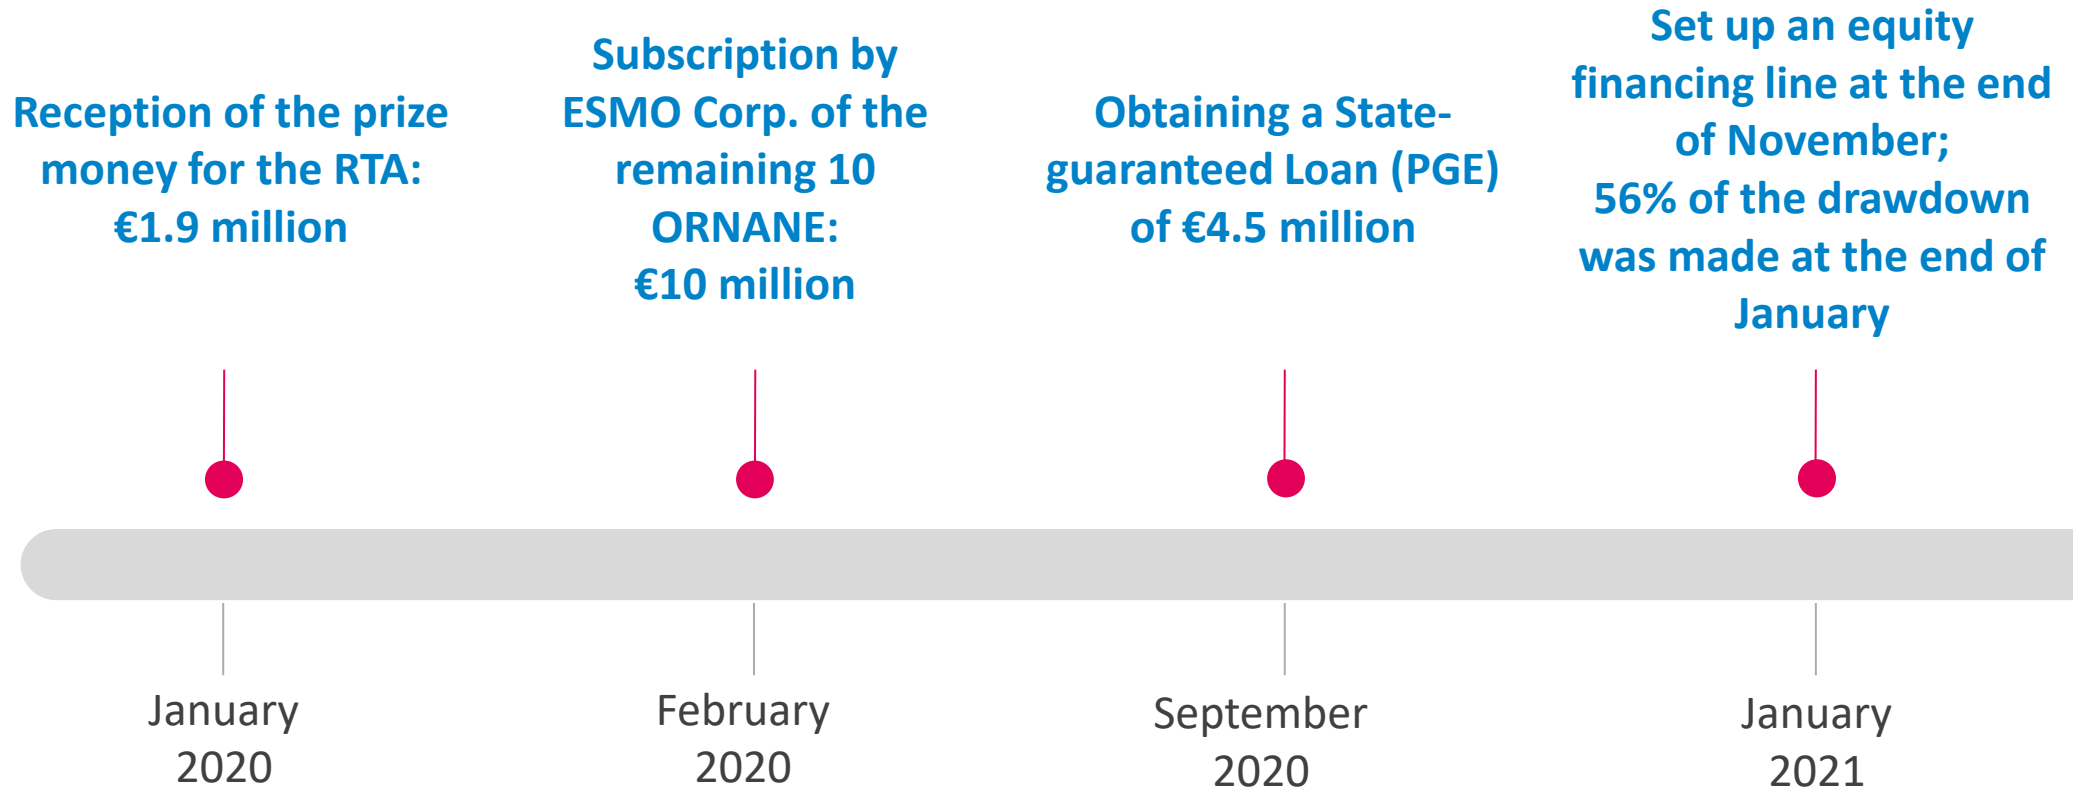 Reception of the prize
money for the RTA:
€1.9 million
Subscription by
ESMO Corp. of the
remaining 10
ORNANE:
€10 million
Obtaining a State-
guaranteed Loan (PGE)
of €4.5 million
Set up an equity
financing line at the end
of November;
56% of the drawdown
was made at the end of
January
January
2020
February
2020
September
2020
January
2021